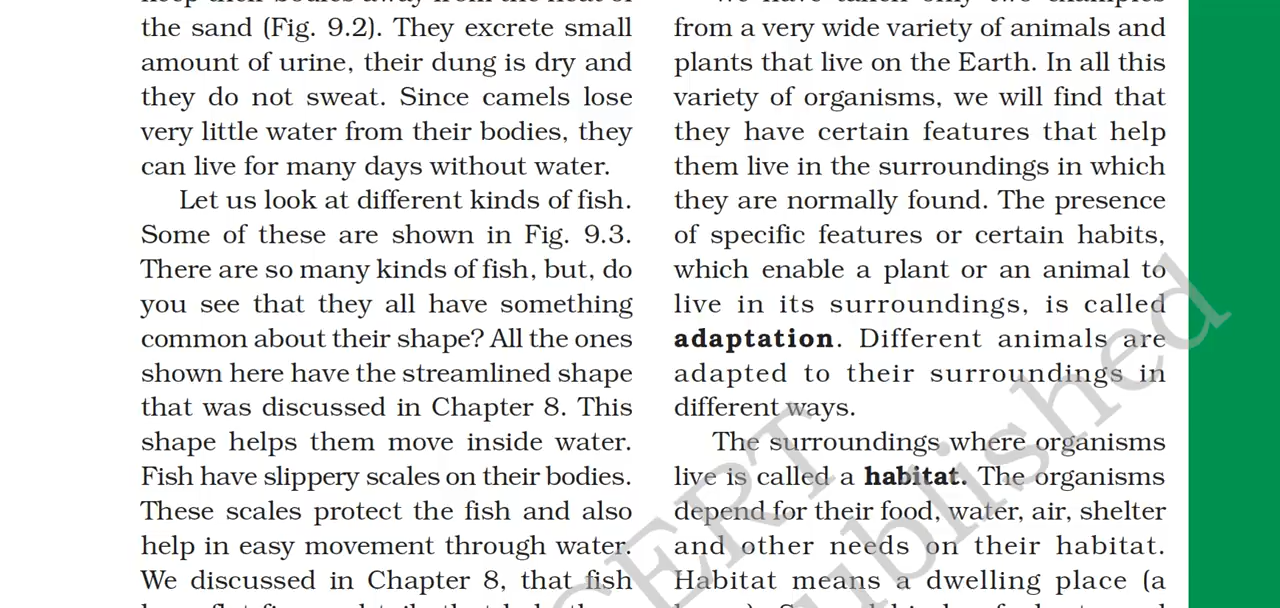 the sand (Fig. 9.2). They excrete small
amount of urine, their dung is dry and
they do not sweat. Since camels lose
very little water from their bodies, they
can live for many days without water.
Let us look at different kinds of fish.
Some of these are shown in Fig. 9.3.
There are so many kinds of fish, but, do
you see that they all have something
common about their shape? All the ones
shown here have the streamlined shape
that was discussed in Chapter 8. This
shape helps them move inside water.
Fish have slippery scales on their bodies.
These scales protect the fish and also
help in easy movement through water.
We discussed in Chapter 8, that fish
from a very wide variety of animals and
plants that live on the Earth. In all this
variety of organisms, we will find that
they have certain features that help
them live in the surroundings in which
they are normally found. The presence
of specific features or certain habits,
which enable a plant or an animal to
live in its surroundings, is called
adaptation. Different animals are
adapted to their surroundings in
different ways.
The surroundings where organisms
live is called a habitat. The organisms
depend for their food, water, air, shelter
and other needs on their habitat.
Habitat means a dwelling place (a